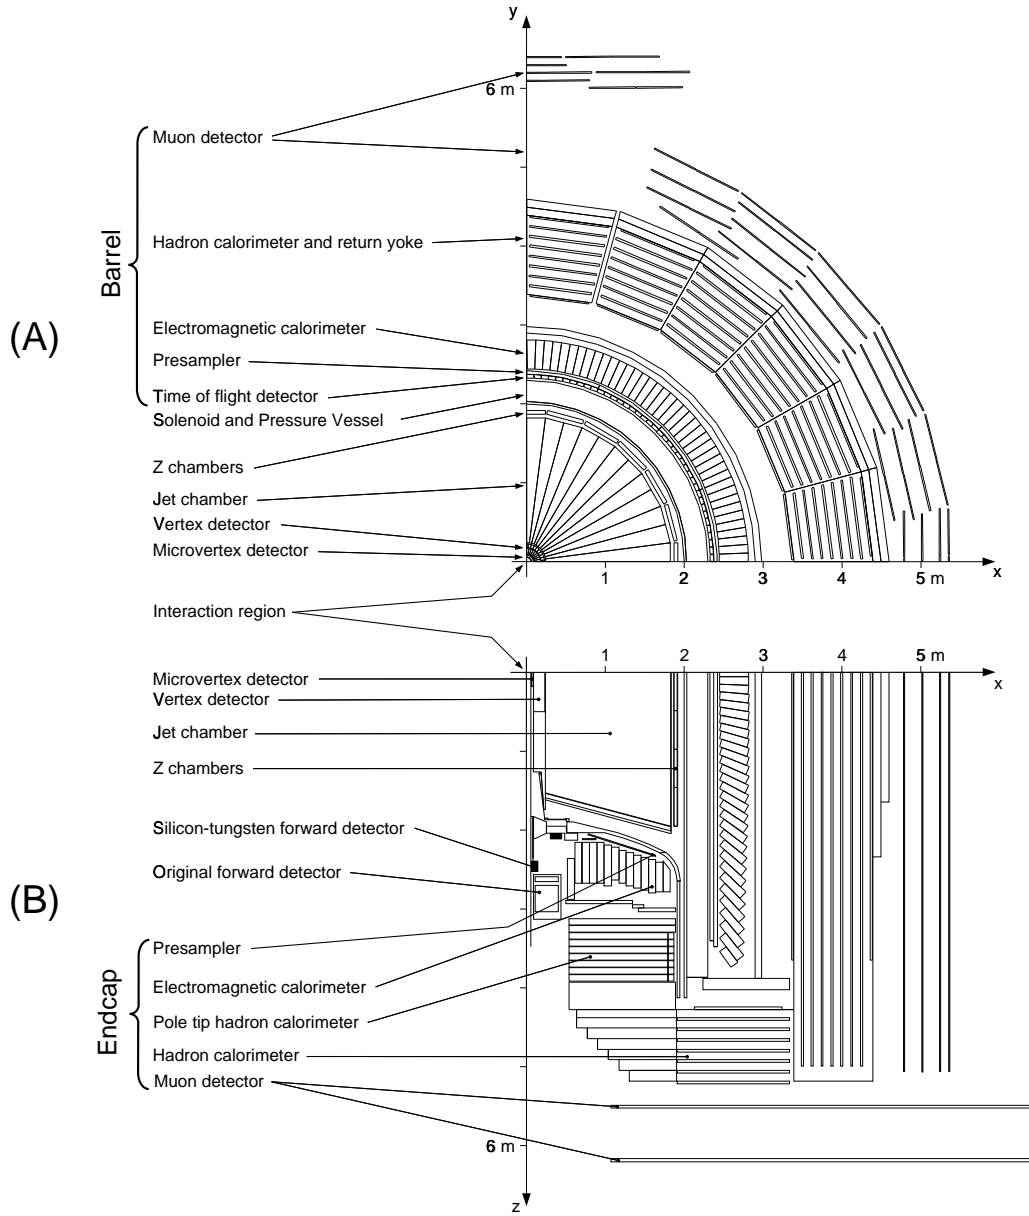 y
6 m
Muon detector
Barrel
Hadron calorimeter and return yoke
(A)
Electromagnetic calorimeter
Presampler
Time of flight detector
Solenoid and Pressure Vessel
Z chambers
Jet chamber
Vertex detector
Microvertex detector
1 2 3 4 5 m x
Interaction region
1 2 3 4 5 m
x
Microvertex detector
Vertex detector
Jet chamber
Z chambers
Silicon-tungsten forward detector
Original forward detector
(B)
Endcap
Presampler
Electromagnetic calorimeter
Pole tip hadron calorimeter
Hadron calorimeter
Muon detector
6 m
z